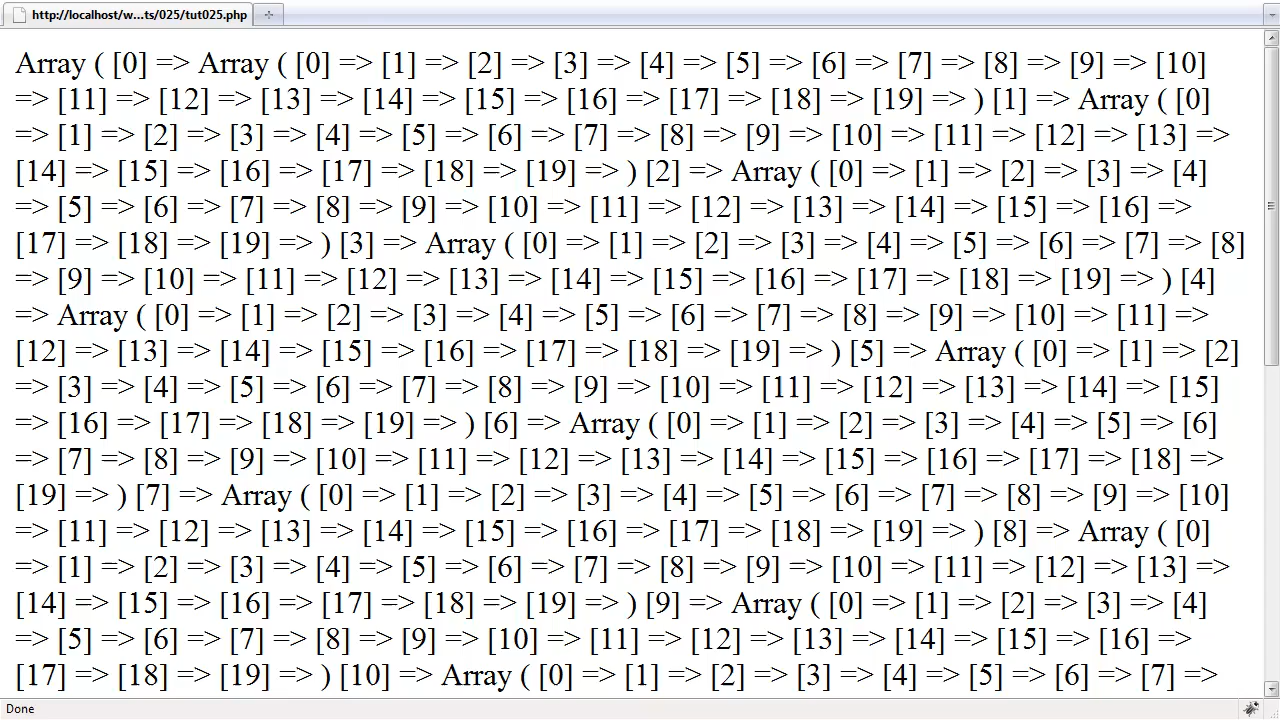 http://localhost/w...ts/025/tut025.php
Array ( [0] => Array ( [0] => [1] => [2] => [3] => [4] => [5] => [6] => [7] => [8] => [9] => [10]
=> [11] => [12] => [13] => [14] => [15] => [16] => [17] => [18] => [19] => ) [1] => Array ( [0]
=> [1] => [2] => [3] => [4] => [5] => [6] => [7] => [8] => [9] => [10] => [11] => [12] => [13] =>
[14] => [15] => [16] => [17] => [18] => [19] => ) [2] => Array ( [0] => [1] => [2] => [3] => [4]
=> [5] => [6] => [7] => [8] => [9] => [10] => [11] => [12] => [13] => [14] => [15] => [16] =>
[17] => [18] => [19] => ) [3] => Array ( [0] => [1] => [2] => [3] => [4] => [5] => [6] => [7] => [8]
=> [9] => [10] => [11] => [12] => [13] => [14] => [15] => [16] => [17] => [18] => [19] => ) [4]
=> Array ( [0] => [1] => [2] => [3] => [4] => [5] => [6] => [7] => [8] => [9] => [10] => [11] =>
[12] => [13] => [14] => [15] => [16] => [17] => [18] => [19] => ) [5] => Array ( [0] => [1] => [2]
=> [3] => [4] => [5] => [6] => [7] => [8] => [9] => [10] => [11] => [12] => [13] => [14] => [15]
=> [16] => [17] => [18] => [19] => ) [6] => Array ( [0] => [1] => [2] => [3] => [4] => [5] => [6]
=> [7] => [8] => [9] => [10] => [11] => [12] => [13] => [14] => [15] => [16] => [17] => [18] =>
[19] => ) [7] => Array ( [0] => [1] => [2] => [3] => [4] => [5] => [6] => [7] => [8] => [9] => [10]
=> [11] => [12] => [13] => [14] => [15] => [16] => [17] => [18] => [19] => ) [8] => Array ( [0]
=> [1] => [2] => [3] => [4] => [5] => [6] => [7] => [8] => [9] => [10] => [11] => [12] => [13] =>
[14] => [15] => [16] => [17] => [18] => [19] => ) [9] => Array ( [0] => [1] => [2] => [3] => [4]
=> [5] => [6] => [7] => [8] => [9] => [10] => [11] => [12] => [13] => [14] => [15] => [16] =>
[17] => [18] => [19] => ) [10] => Array ( [0] => [1] => [2] => [3] => [4] => [5] => [6] => [7] =>
Done